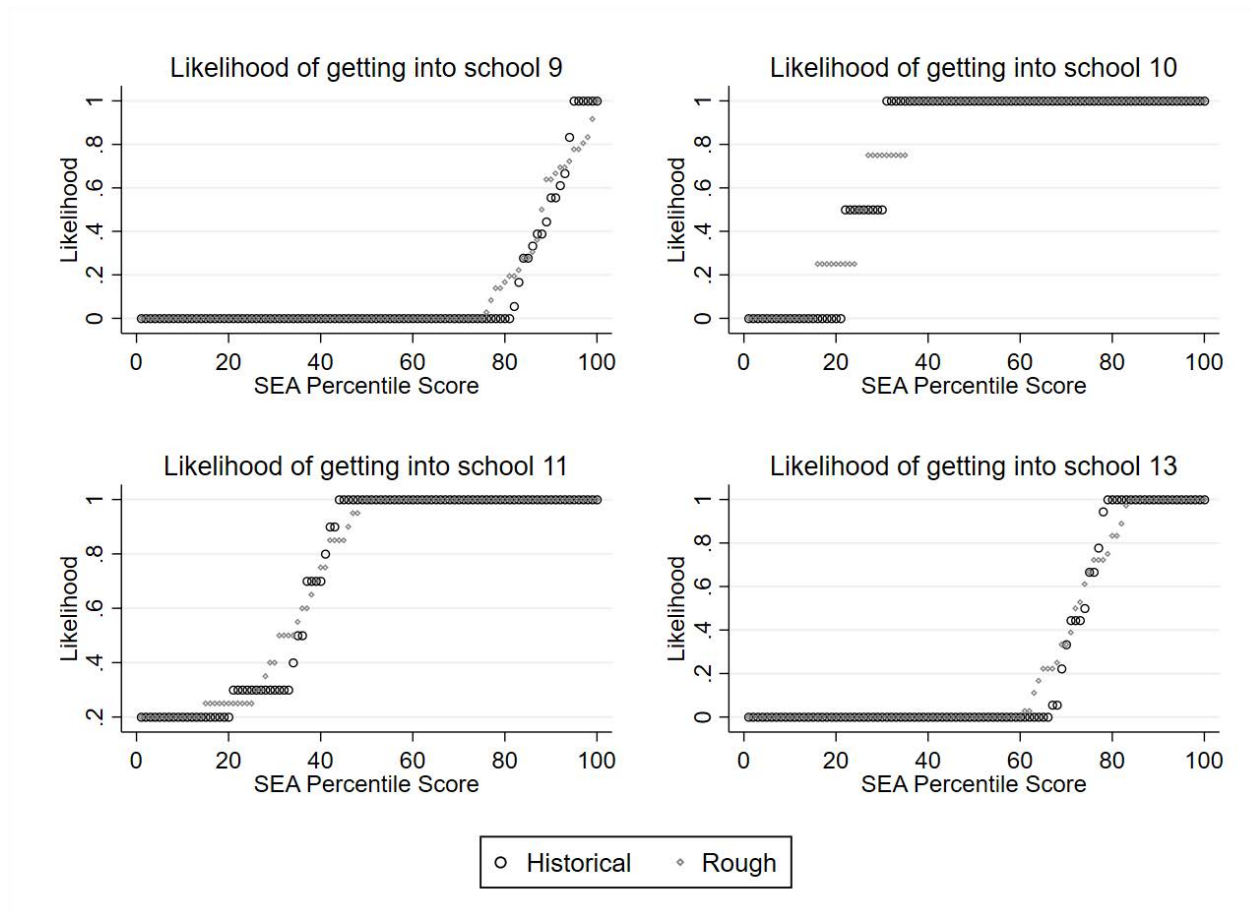 Likelihood of getting into school 9
Likelihood
0 .2 .4 .6 .8 1
0 20 40 60 80 100
SEA Percentile Score
Likelihood of getting into school 10
Likelihood
0 .2 .4 .6 .8 1
0 20 40 60 80 100
SEA Percentile Score
Likelihood of getting into school 11
Likelihood
.2 .4 .6 .8 1
0 20 40 60 80 100
SEA Percentile Score
Likelihood of getting into school 13
Likelihood
0 .2 .4 .6 .8 1
0 20 40 60 80 100
SEA Percentile Score
Historical Rough